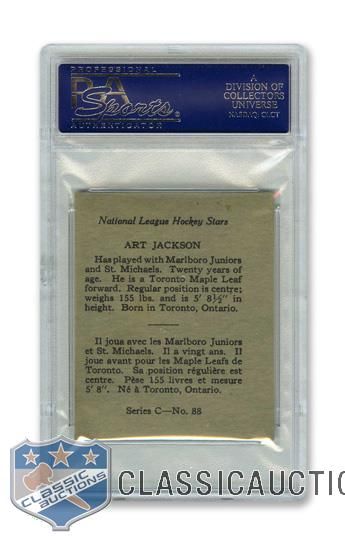 PROFESSIONAL
PSA
Sports®
AUTHENTICATOR
A
DIVISION OF
COLLECTORS
UNIVERSE
NASDAQ: CLCT
National League Hockey Stars
ART JACKSON
Has played with Marlboro Juniors
and St. Michaels. Twenty years of
age. He is a Toronto Maple Leaf
forward. Regular position is centre;
weighs 155 lbs. and is 5' 8½" in
height. Born in Toronto, Ontario.
Il joua avec les Marlboro Juniors
et St. Michaels. Il a vingt ans. Il
joue avant pour les Maple Leafs de
Toronto. Sa position régulière est
centre. Pèse 155 livres et mesure
5' 8". Né à Toronto, Ontario.
Series C—No. 88
CLASSIC
AUCTIONS
CLASSICAUCTIO